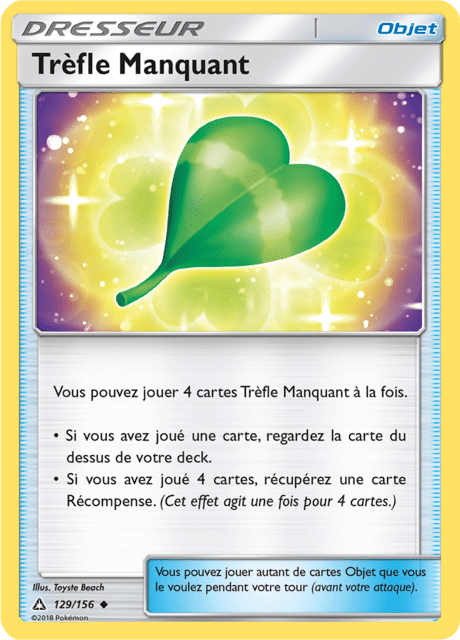 DRESSEUR
Objet
Trèfle Manquant
Vous pouvez jouer 4 cartes Trèfle Manquant à la fois.
• Si vous avez joué une carte, regardez la carte du
dessus de votre deck.
• Si vous avez joué 4 cartes, récupérez une carte
Récompense. (Cet effet agit une fois pour 4 cartes.)
Vous pouvez jouer autant de cartes Objet que vous
le voulez pendant votre tour (avant votre attaque).
Illus. Toyste Beach
129/156 ◆
©2018 Pokémon